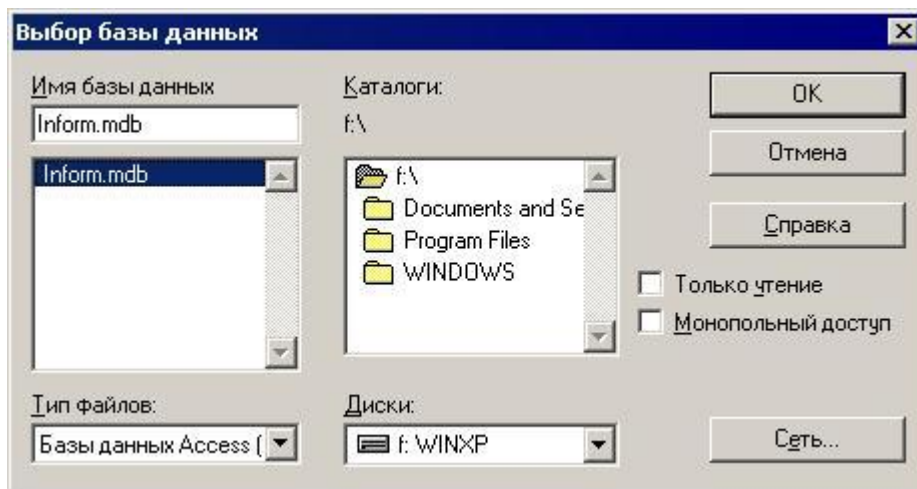 Выбор базы данных
Имя базы данных
Inform.mdb
Inform.mdb
Тип файлов:
Базы данных Access (
Каталоги:
f:\
f:\
Documents and Se
Program Files
WINDOWS
Диски:
f: WINXP
OK
Отмена
Справка
Только чтение
Монопольный доступ
Сеть...